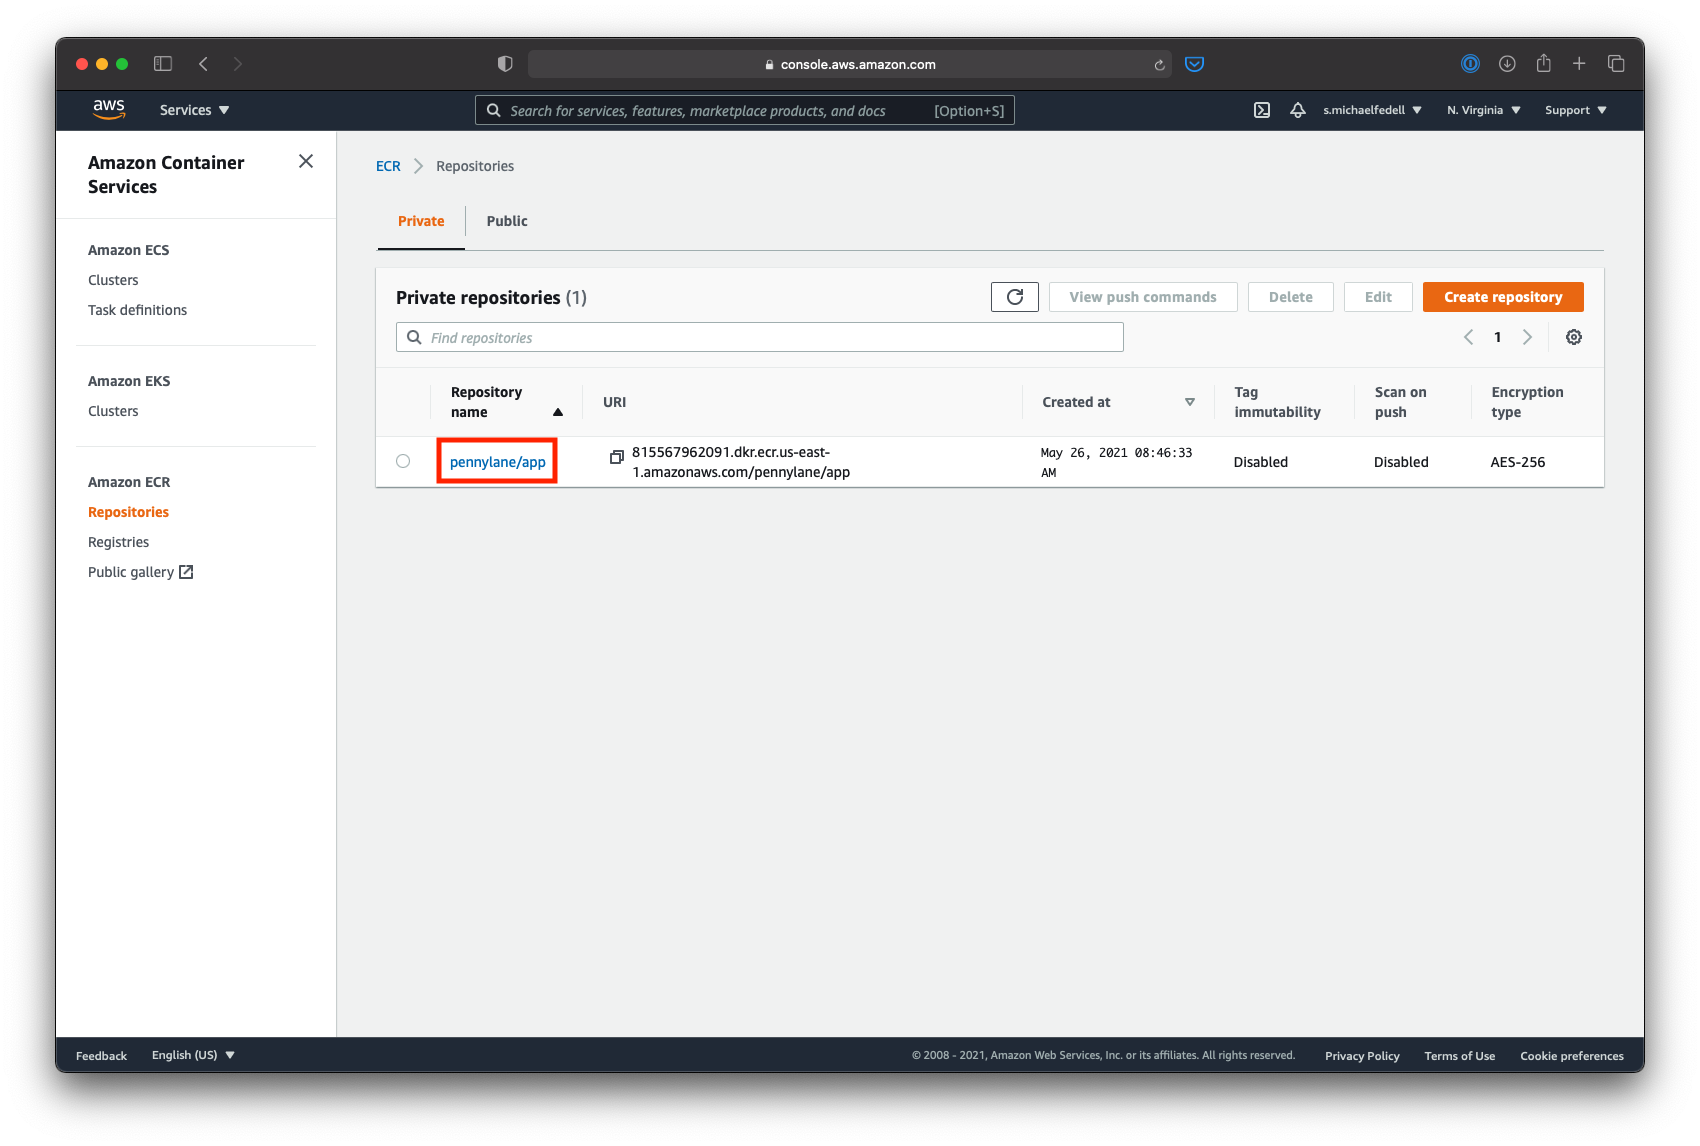 console.aws.amazon.com
aws
Services
Search for services, features, marketplace products, and docs
[Option+S]
s.michaelfedell
N. Virginia
Support
Amazon Container
Services
Amazon ECS
Clusters
Task definitions
Amazon EKS
Clusters
Amazon ECR
Repositories
Registries
Public gallery
ECR
Repositories
Private
Public
Private repositories (1)
View push commands
Delete
Edit
Create repository
Find repositories
1
Repository
name
URI
Created at
Tag
immutability
Scan on
push
Encryption
type
pennylane/app
815567962091.dkr.ecr.us-east-
1.amazonaws.com/pennylane/app
May 26, 2021 08:46:33
AM
Disabled
Disabled
AES-256
Feedback
English (US)
© 2008 - 2021, Amazon Web Services, Inc. or its affiliates. All rights reserved.
Privacy Policy
Terms of Use
Cookie preferences